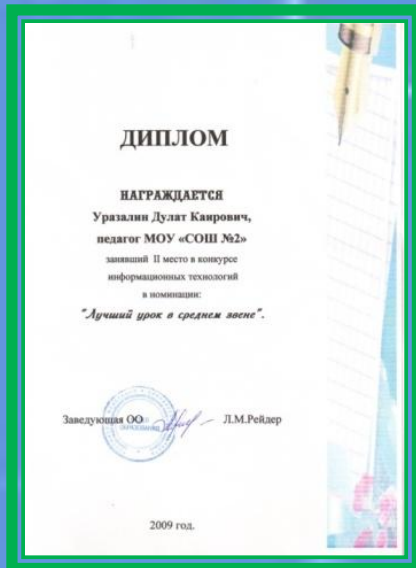 ДИПЛОМ
НАГРАЖДАЕТСЯ
Уразалин Дулат Каирович,
педагог МОУ «СОШ №2»
занявший II место в конкурсе
информационных технологий
в номинации:
"Лучший урок в среднем звене".
Заведующая ОО Л.М.Рейдер
2009 год.